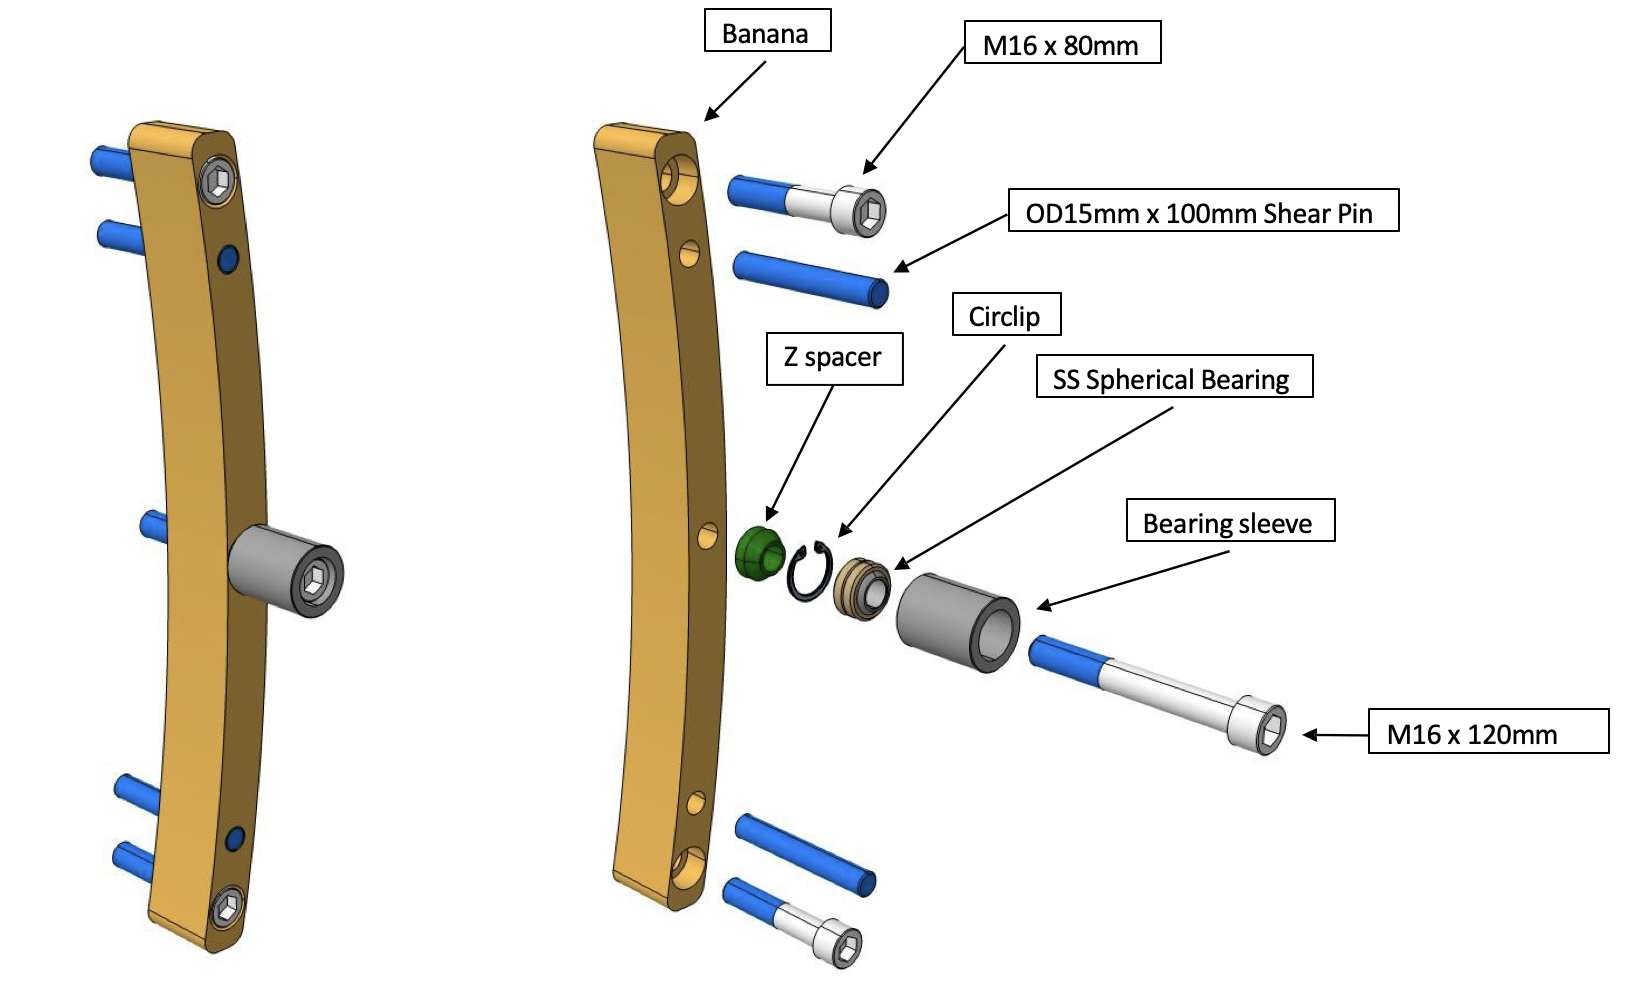 Banana
M16 x 80mm
OD15mm x 100mm Shear Pin
Circlip
Z spacer
SS Spherical Bearing
Bearing sleeve
M16 x 120mm